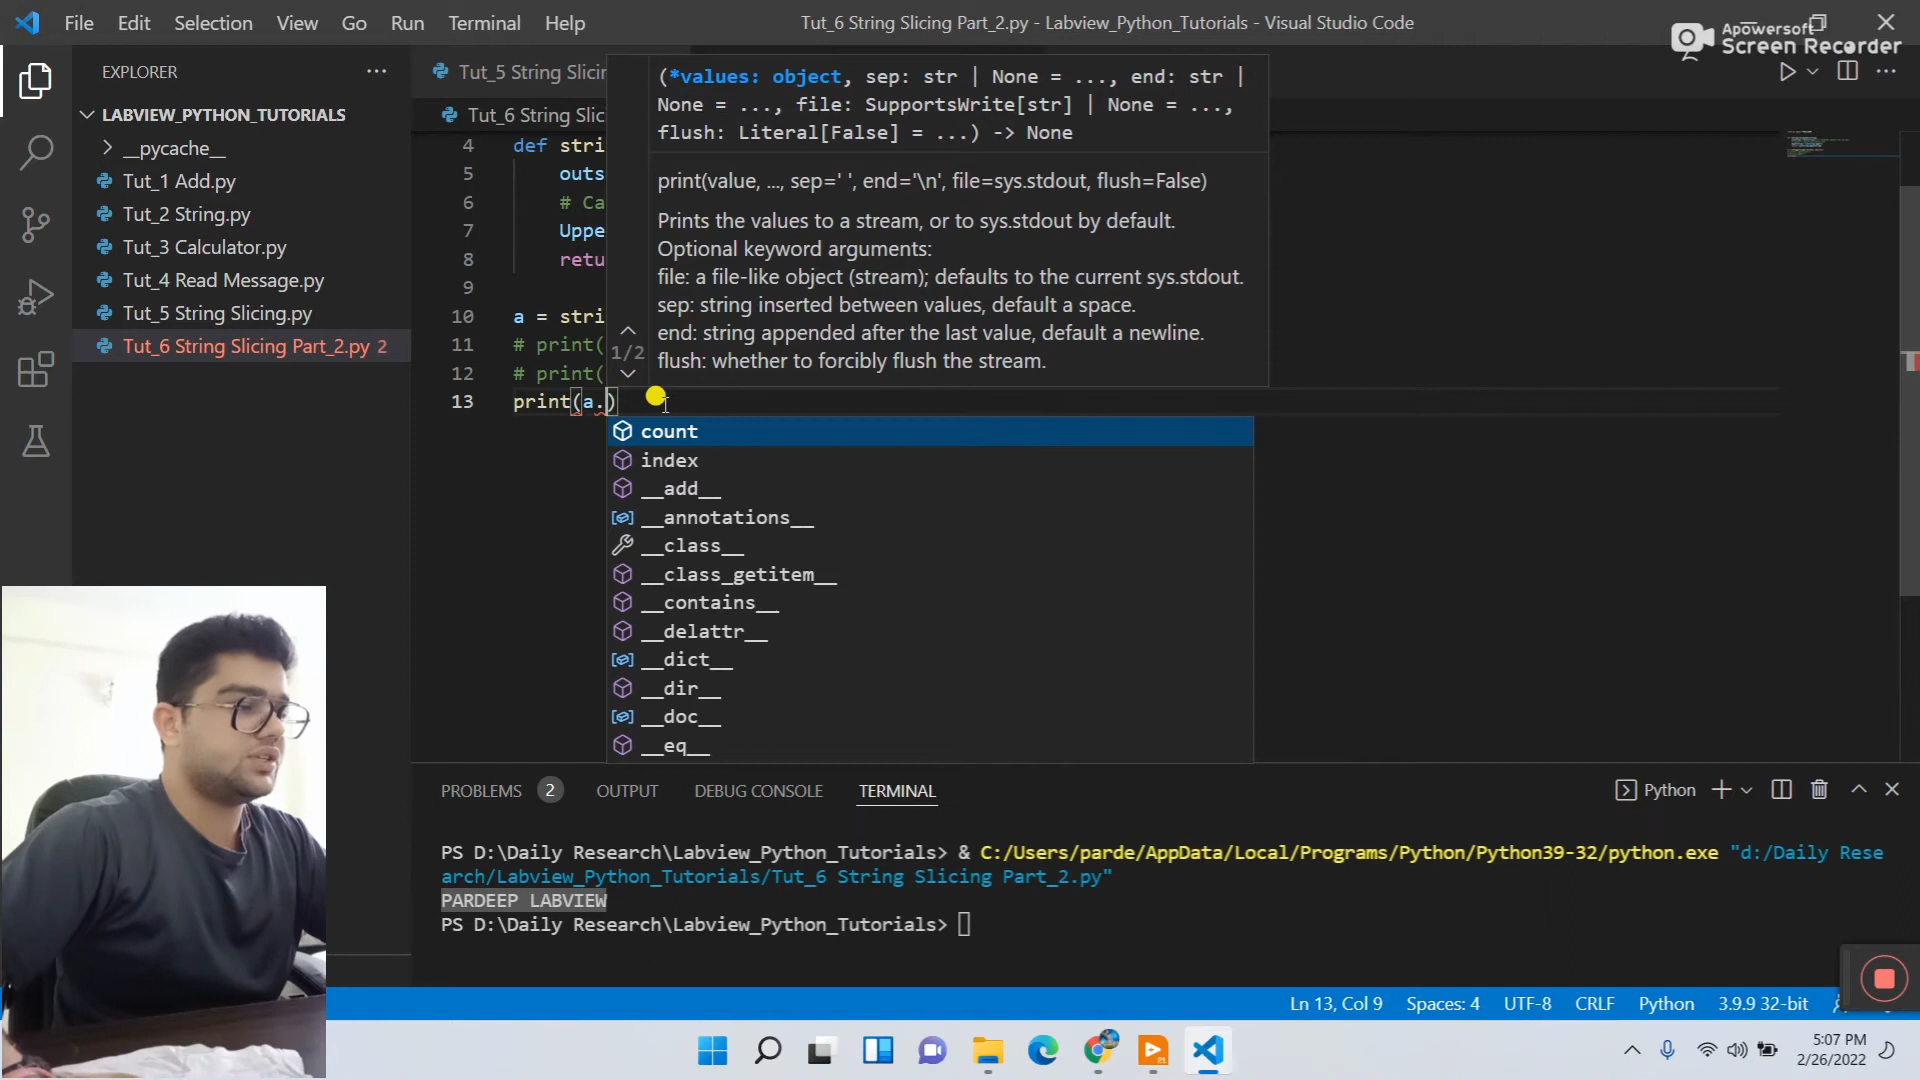 File Edit Selection View Go Run Terminal Help
Tut_6 String Slicing Part_2.py - Labview_Python_Tutorials - Visual Studio Code
Apowersoft
Screen Recorder
EXPLORER
LABVIEW_PYTHON_TUTORIALS
__pycache__
Tut_1 Add.py
Tut_2 String.py
Tut_3 Calculator.py
Tut_4 Read Message.py
Tut_5 String Slicing.py
Tut_6 String Slicing Part_2.py 2
Tut_5 String Slicin
Tut_6 String Slic
(*values: object, sep: str | None = ..., end: str |
None = ..., file: SupportsWrite[str] | None = ...,
flush: Literal[False] = ...) -> None
print(value, ..., sep=' ', end='\n', file=sys.stdout, flush=False)
Prints the values to a stream, or to sys.stdout by default.
Optional keyword arguments:
file: a file-like object (stream); defaults to the current sys.stdout.
sep: string inserted between values, default a space.
end: string appended after the last value, default a newline.
flush: whether to forcibly flush the stream.
1/2
4 def stri
5 outs
6 # Ca
7 Uppe
8 retu
9
10 a = stri
11 # print(
12 # print(
13 print(a.)
count
index
__add__
__annotations__
__class__
__class_getitem__
__contains__
__delattr__
__dict__
__dir__
__doc__
__eq__
PROBLEMS 2 OUTPUT DEBUG CONSOLE TERMINAL
Python
PS D:\Daily Research\Labview_Python_Tutorials> & C:/Users/parde/AppData/Local/Programs/Python/Python39-32/python.exe "d:/Daily Rese
arch/Labview_Python_Tutorials/Tut_6 String Slicing Part_2.py"
PARDEEP LABVIEW
PS D:\Daily Research\Labview_Python_Tutorials>
Ln 13, Col 9 Spaces: 4 UTF-8 CRLF Python 3.9.9 32-bit
5:07 PM
2/26/2022